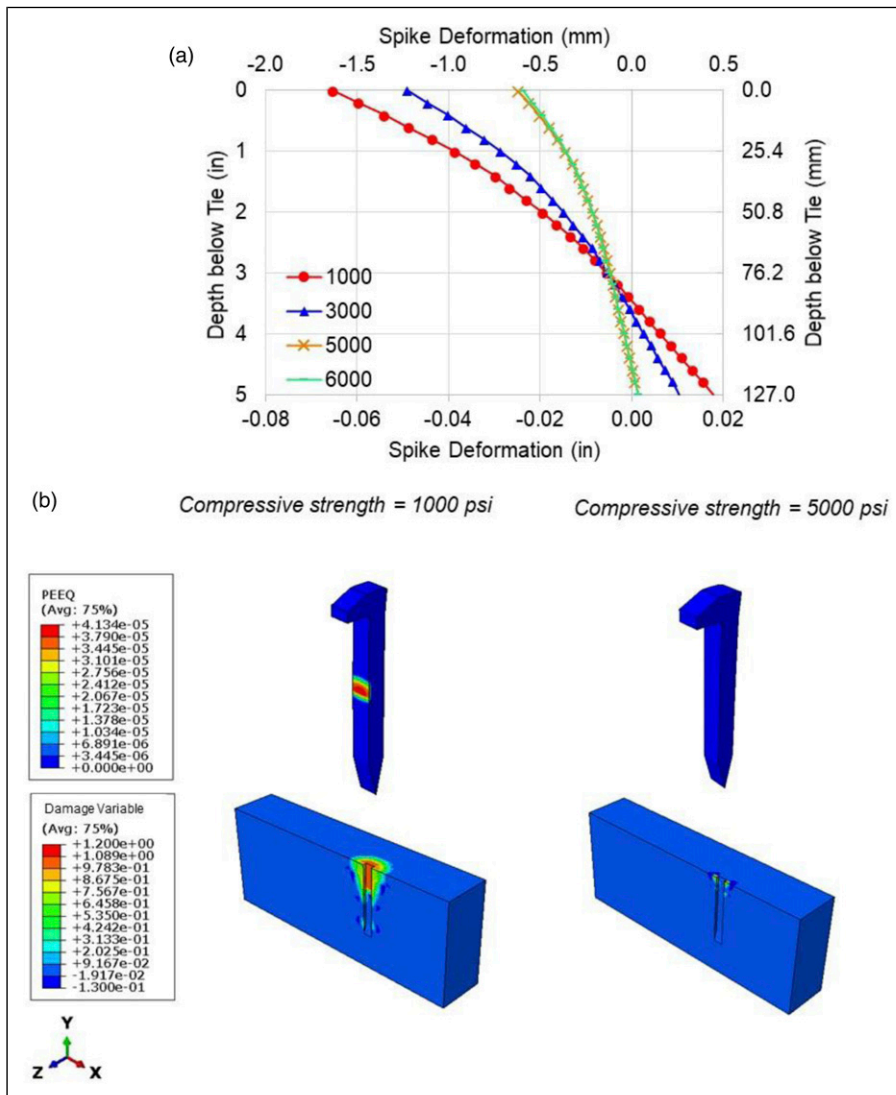 (a)
Spike Deformation (mm)
-2.0 -1.5 -1.0 -0.5 0.0 0.5
0 0.0
1 25.4
2 50.8
3 76.2
4 101.6
5 127.0
Depth below Tie (in)
Depth below Tie (mm)
1000
3000
5000
6000
-0.08 -0.06 -0.04 -0.02 0.00 0.02
Spike Deformation (in)
(b)
Compressive strength = 1000 psi
Compressive strength = 5000 psi
PEEQ
(Avg: 75%)
+4.134e-05
+3.790e-05
+3.445e-05
+3.101e-05
+2.756e-05
+2.412e-05
+2.067e-05
+1.723e-05
+1.378e-05
+1.034e-05
+6.891e-06
+3.445e-06
+0.000e+00
Damage Variable
(Avg: 75%)
+1.200e+00
+1.089e+00
+9.783e-01
+8.675e-01
+7.567e-01
+6.458e-01
+5.350e-01
+4.242e-01
+3.133e-01
+2.025e-01
+9.167e-02
-1.917e-02
-1.300e-01
Y
Z X